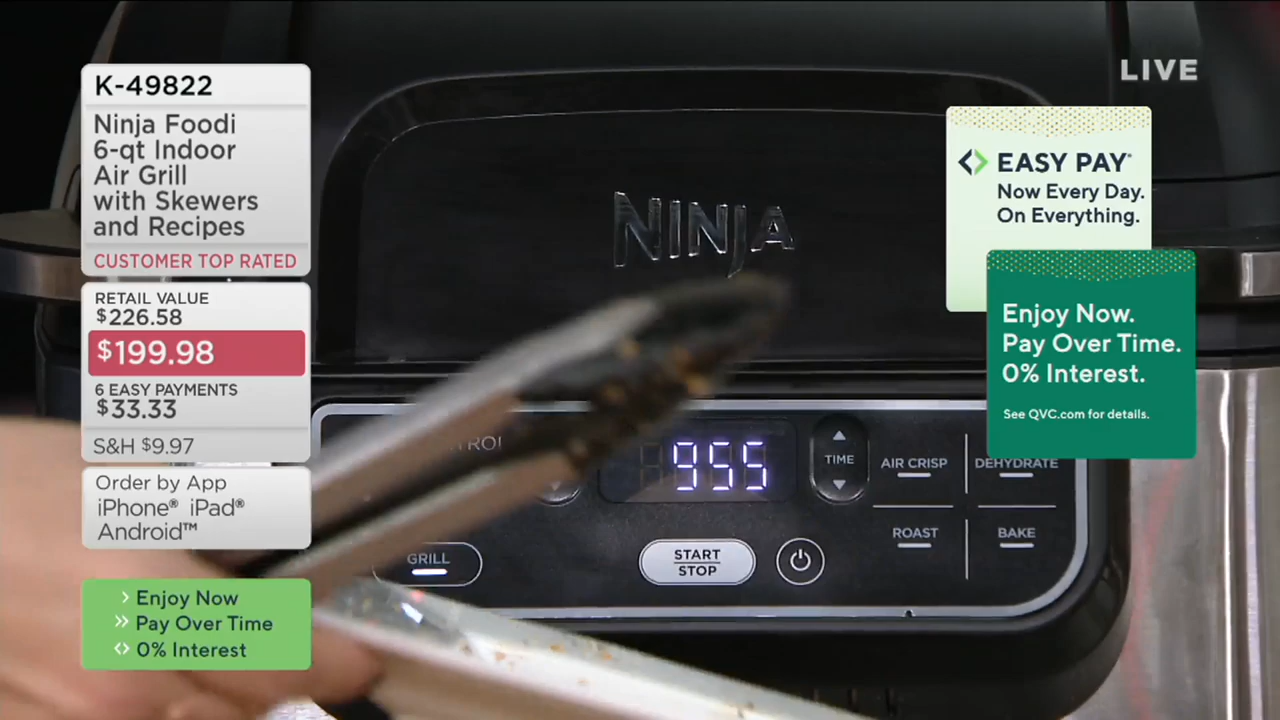 K-49822
Ninja Foodi
6-qt Indoor
Air Grill
with Skewers
and Recipes
CUSTOMER TOP RATED
RETAIL VALUE
$226.58
$199.98
6 EASY PAYMENTS
$33.33
S&H $9.97
Order by App
iPhone® iPad®
Android™
Enjoy Now
Pay Over Time
0% Interest
LIVE
EASY PAY®
Now Every Day.
On Everything.
Enjoy Now.
Pay Over Time.
0% Interest.
See QVC.com for details.
NINJA
955
TIME
AIR CRISP
DEHYDRATE
GRILL
START
STOP
ROAST
BAKE